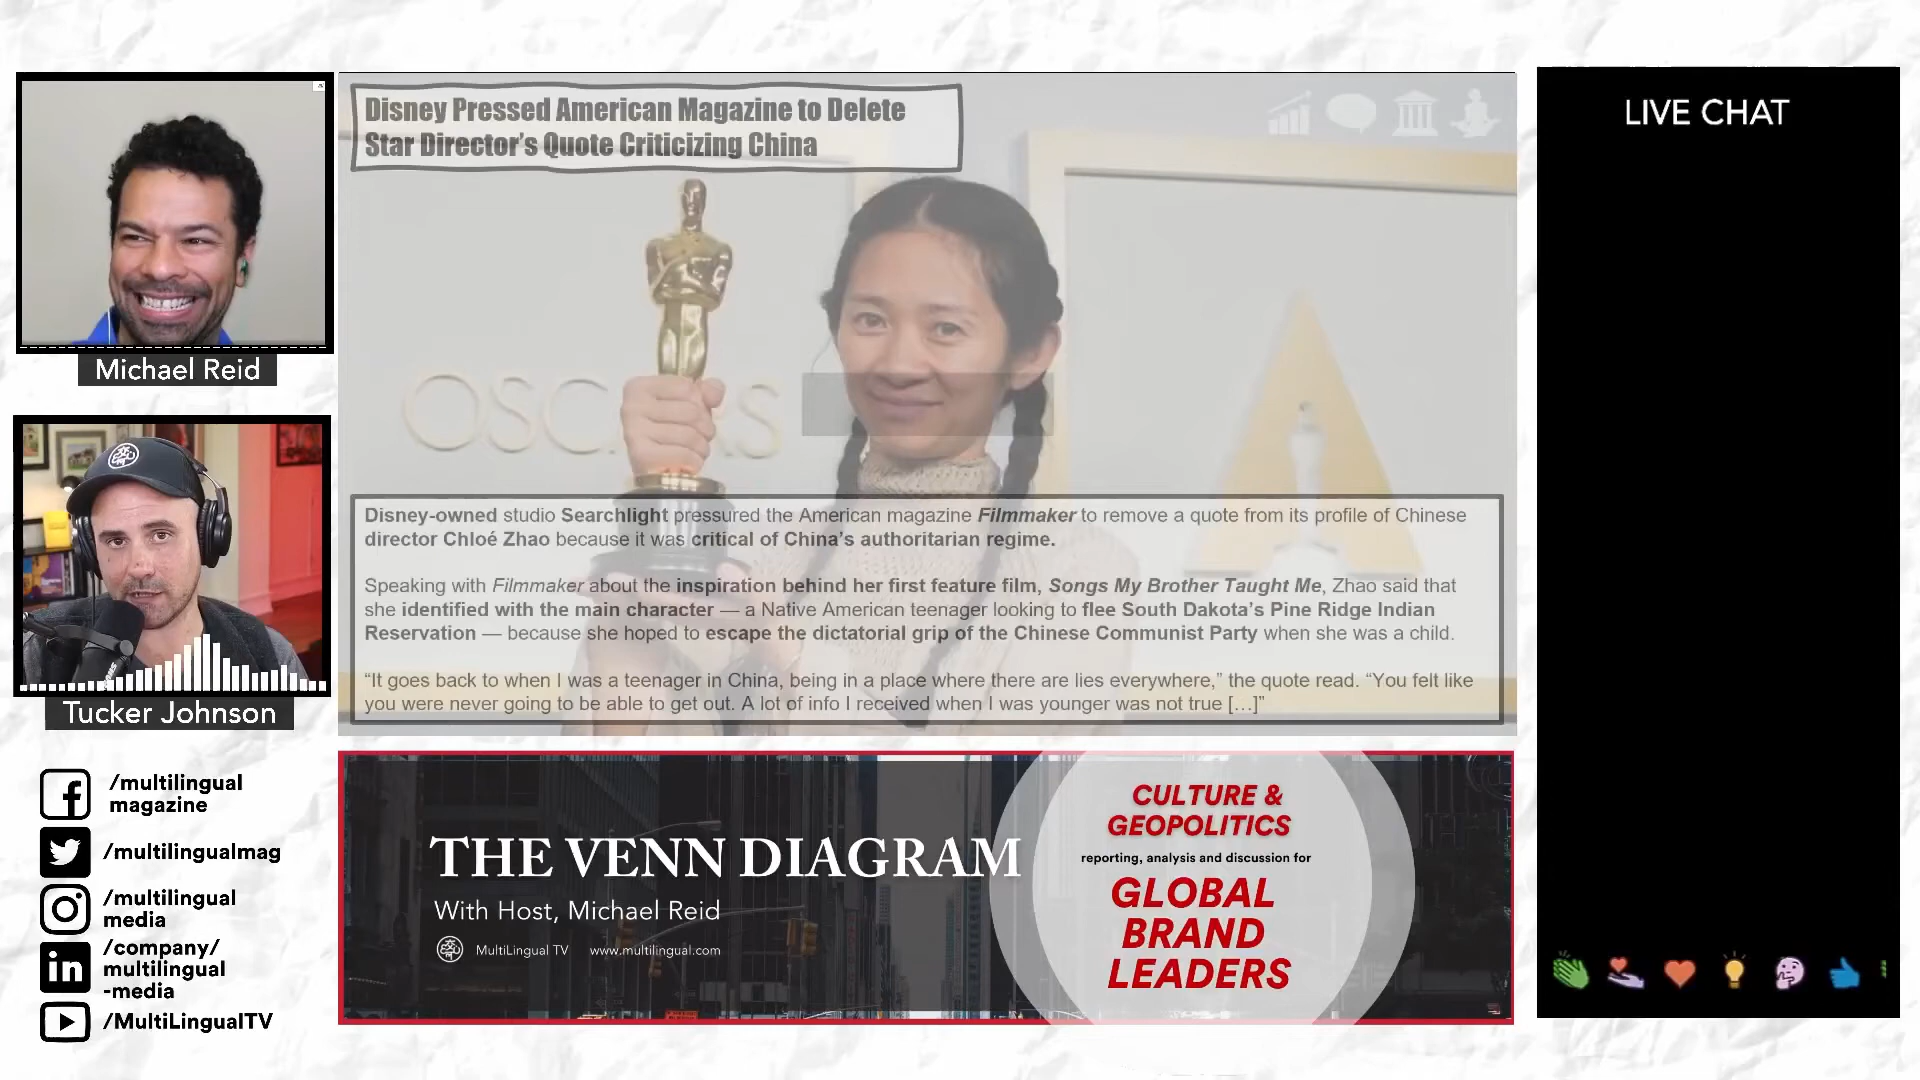 Disney Pressed American Magazine to Delete
Star Director's Quote Criticizing China
LIVE CHAT
Michael Reid
OSCARS
Disney-owned studio Searchlight pressured the American magazine Filmmaker to remove a quote from its profile of Chinese
director Chloé Zhao because it was critical of China's authoritarian regime.
Speaking with Filmmaker about the inspiration behind her first feature film, Songs My Brother Taught Me, Zhao said that
she identified with the main character — a Native American teenager looking to flee South Dakota's Pine Ridge Indian
Reservation — because she hoped to escape the dictatorial grip of the Chinese Communist Party when she was a child.
“It goes back to when I was a teenager in China, being in a place where there are lies everywhere,” the quote read. “You felt like
you were never going to be able to get out. A lot of info I received when I was younger was not true […]”
Tucker Johnson
/multilingual
magazine
/multilingualmag
/multilingual
media
/company/
multilingual
-media
/MultiLingualTV
THE VENN DIAGRAM
With Host, Michael Reid
MultiLingual TV www.multilingual.com
CULTURE &
GEOPOLITICS
reporting, analysis and discussion for
GLOBAL
BRAND
LEADERS